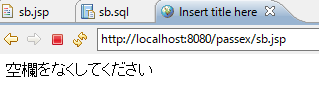 sb.jsp sb.sql Insert title here
http://localhost:8080/passex/sb.jsp
空欄をなくしてください